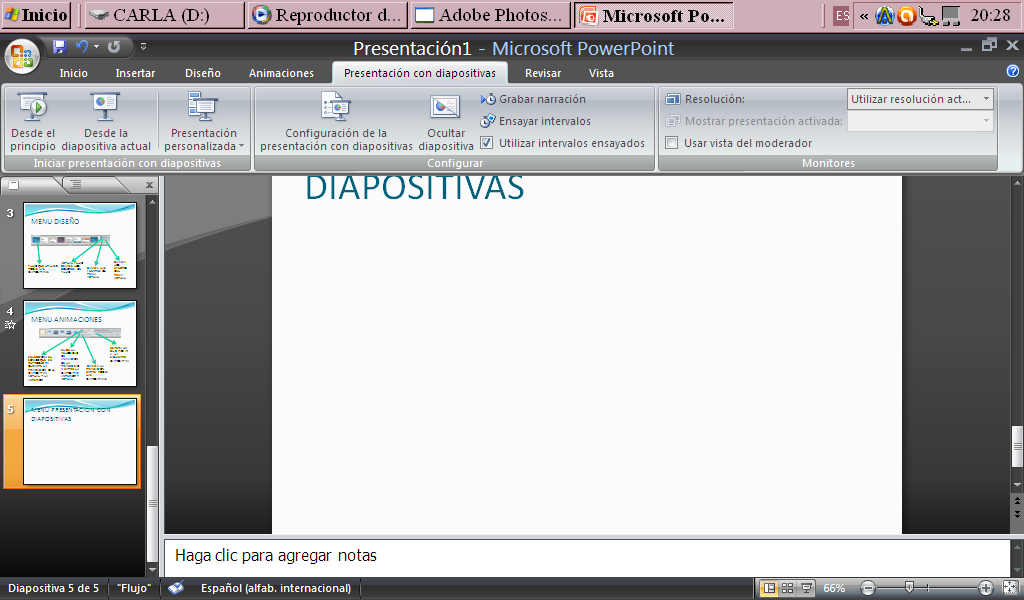 Inicio
CARLA (D:)
Reproductor d...
Adobe Photos...
Microsoft Po...
ES
«
20:28
Presentación1 - Microsoft PowerPoint
Inicio
Insertar
Diseño
Animaciones
Presentación con diapositivas
Revisar
Vista
Desde el principio
Desde la diapositiva actual
Presentación personalizada
Iniciar presentación con diapositivas
Configuración de la presentación con diapositivas
Ocultar diapositiva
Grabar narración
Ensayar intervalos
Utilizar intervalos ensayados
Configurar
Resolución:
Utilizar resolución act...
Mostrar presentación activada:
Usar vista del moderador
Monitores
3
MENU DISEÑO
4
MENU ANIMACIONES
5
MENU PRESENTACION CON
DIAPOSITIVAS
DIAPOSITIVAS
Haga clic para agregar notas
Diapositiva 5 de 5
"Flujo"
Español (alfab. internacional)
66%